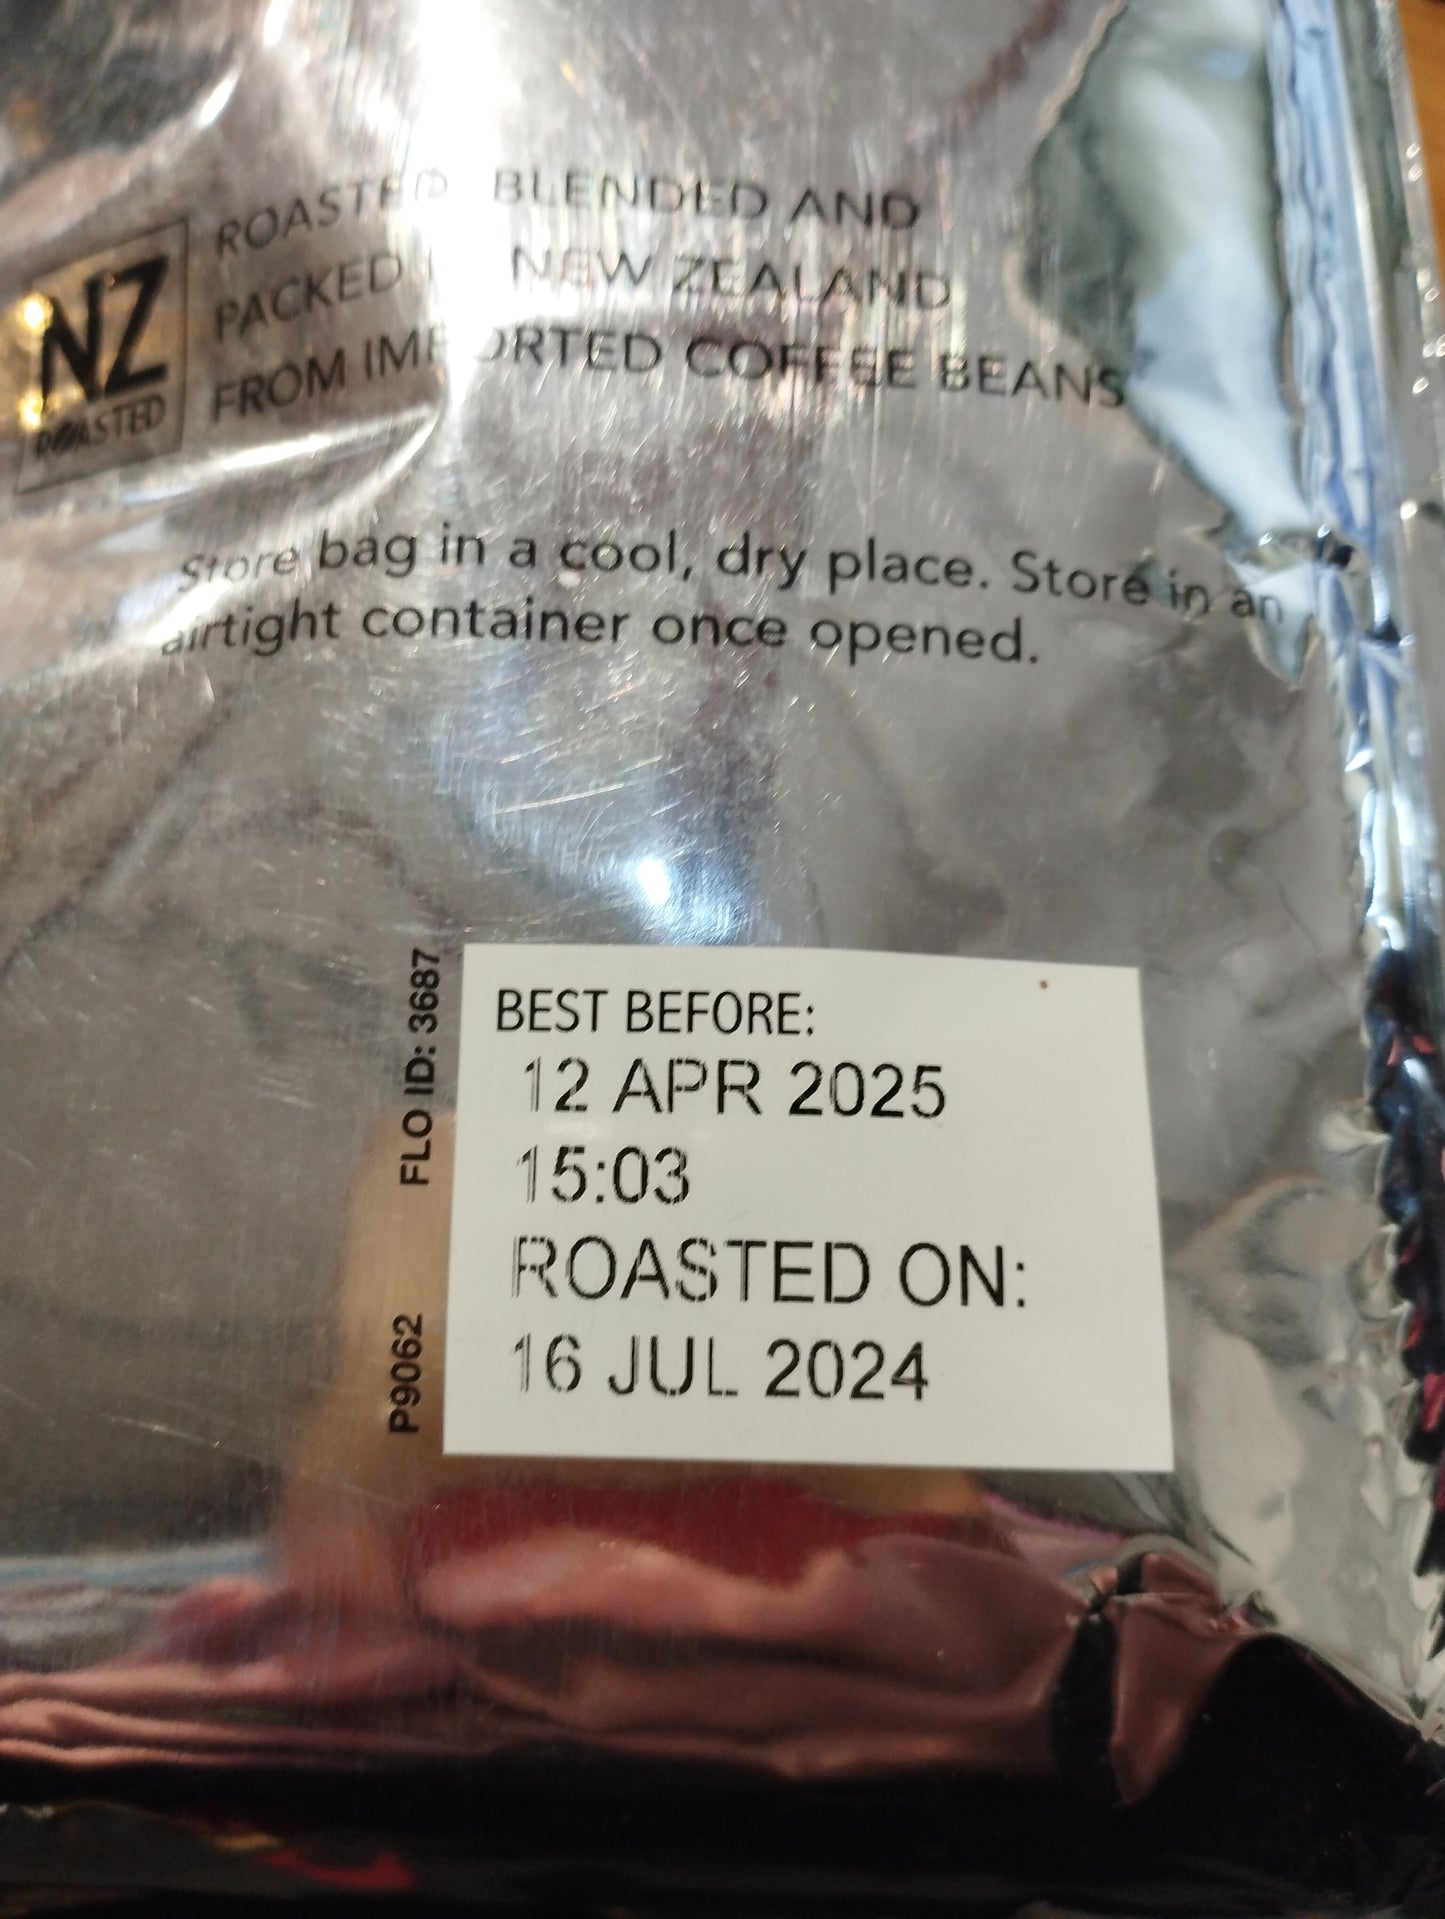 NZ
ROASTED
ROASTED BLENDED AND
PACKED I NEW ZEALAND
FROM IMPORTED COFFEE BEANS
Store bag in a cool, dry place. Store in an
airtight container once opened.
FLO ID: 3687
P9062
BEST BEFORE:
12 APR 2025
15:03
ROASTED ON:
16 JUL 2024